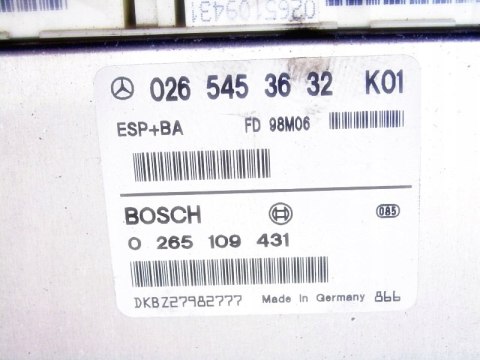 0265109431
026 545 36 32 K01
ESP+BA FD 98M06
BOSCH 085
0 265 109 431
DKBZ27982777 Made in Germany 866